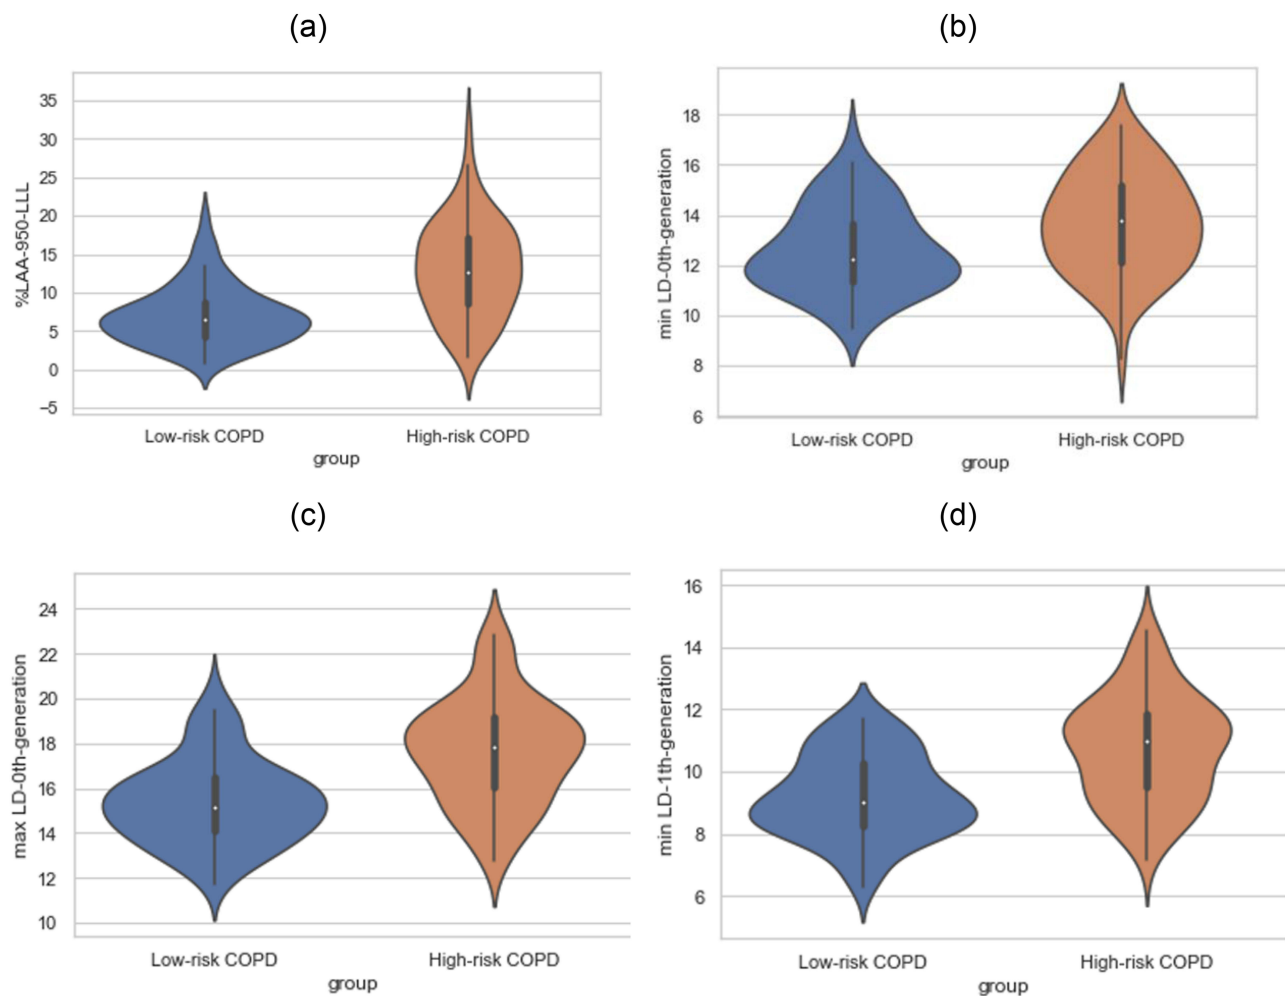 (a)
(b)
35
30
25
20
15
10
5
0
−5
%LAA-950-LLL
Low-risk COPD
High-risk COPD
group
18
16
14
12
10
8
6
min LD-0th-generation
Low-risk COPD
High-risk COPD
group
(c)
(d)
24
22
20
18
16
14
12
10
max LD-0th-generation
Low-risk COPD
High-risk COPD
group
16
14
12
10
8
6
min LD-1th-generation
Low-risk COPD
High-risk COPD
group